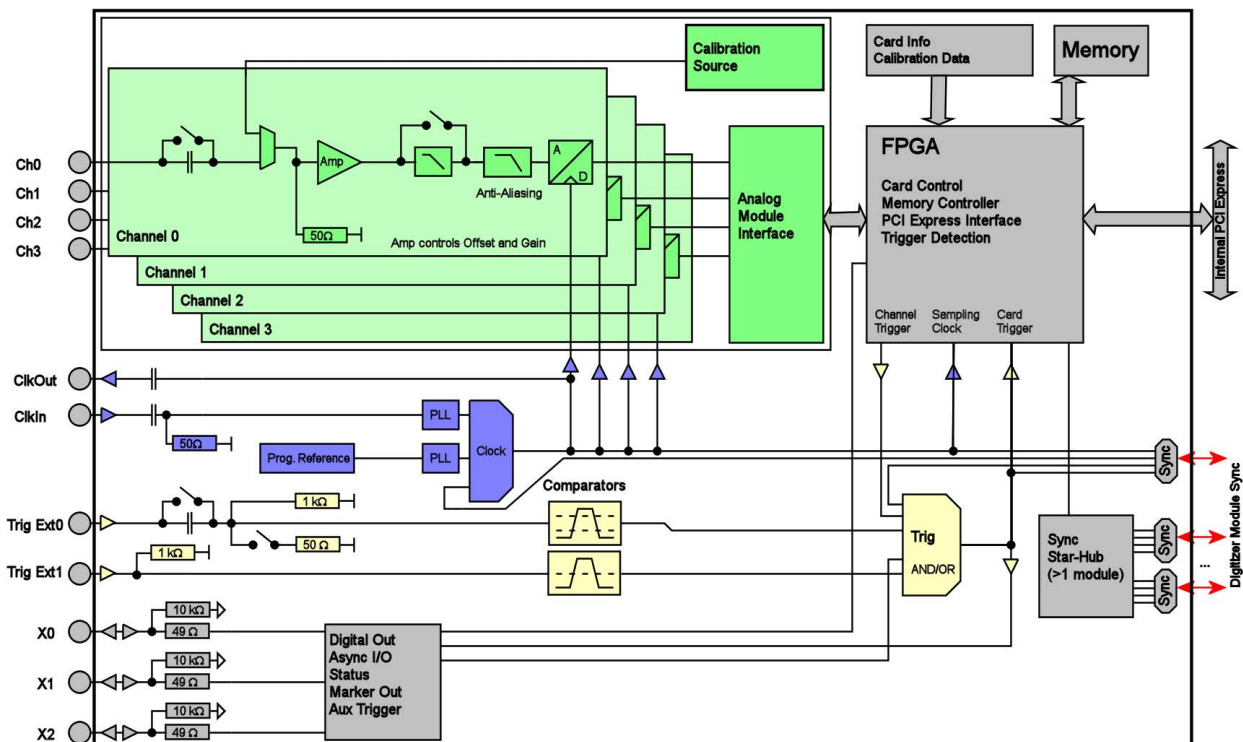 Calibration
Source
Card Info
Calibration Data
Memory
Ch0
Ch1
Ch2
Ch3
Amp
A
D
Anti-Aliasing
50Ω
Amp controls Offset and Gain
Channel 0
Channel 1
Channel 2
Channel 3
Analog
Module
Interface
FPGA
Card Control
Memory Controller
PCI Express Interface
Trigger Detection
Channel
Trigger
Sampling
Clock
Card
Trigger
Internal PCI Express
ClkOut
ClkIn
50Ω
PLL
PLL
Prog. Reference
Clock
Sync
Comparators
Trig Ext0
1 kΩ
50 Ω
Trig Ext1
1 kΩ
Trig
AND/OR
Sync
Star-Hub
(>1 module)
Sync
...
Sync
Digitizer Module Sync
X0
10 kΩ
49 Ω
X1
10 kΩ
49 Ω
X2
10 kΩ
49 Ω
Digital Out
Async I/O
Status
Marker Out
Aux Trigger